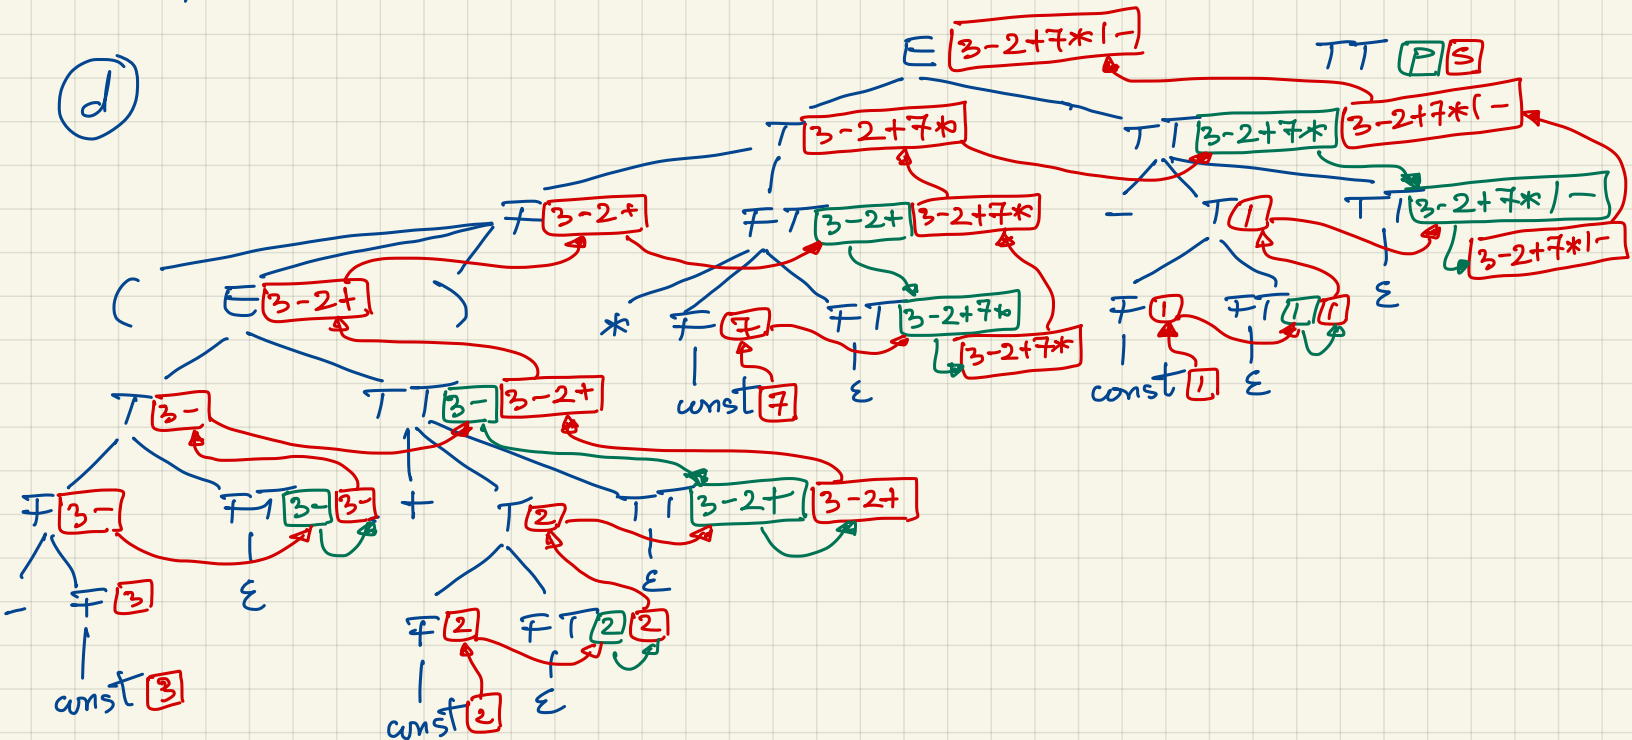 d
E 3-2+7*1- TT p s
T 3-2+7* TT 3-2+7* 3-2+7*1-
F 3-2+ FT 3-2+ 3-2+7* - T 1 TT 3-2+7*1- 3-2+7*1-
( E 3-2+ ) * F 7 FT 3-2+7* 3-2+7* F 1 FT 1 1 ε
const 7 ε const 1 ε
T 3- TT 3- 3-2+
F 3- FT 3- 3- + T 2 TT 3-2+ 3-2+
- F 3 ε ε
F 2 FT 2 2
const 3 const 2 ε